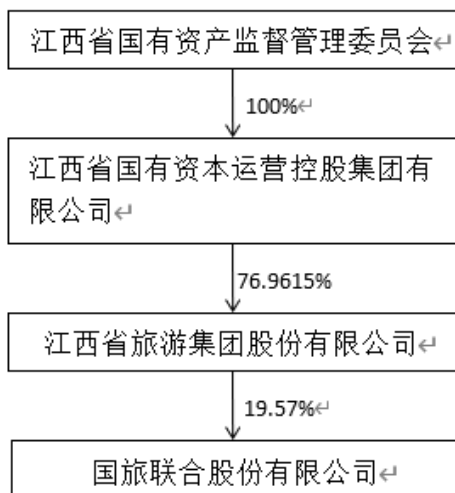 江西省国有资产监督管理委员会↵
100%↵
江西省国有资本运营控股集团有
限公司↵
76.9615%
江西省旅游集团股份有限公司↵
19.57%↵
国旅联合股份有限公司↵